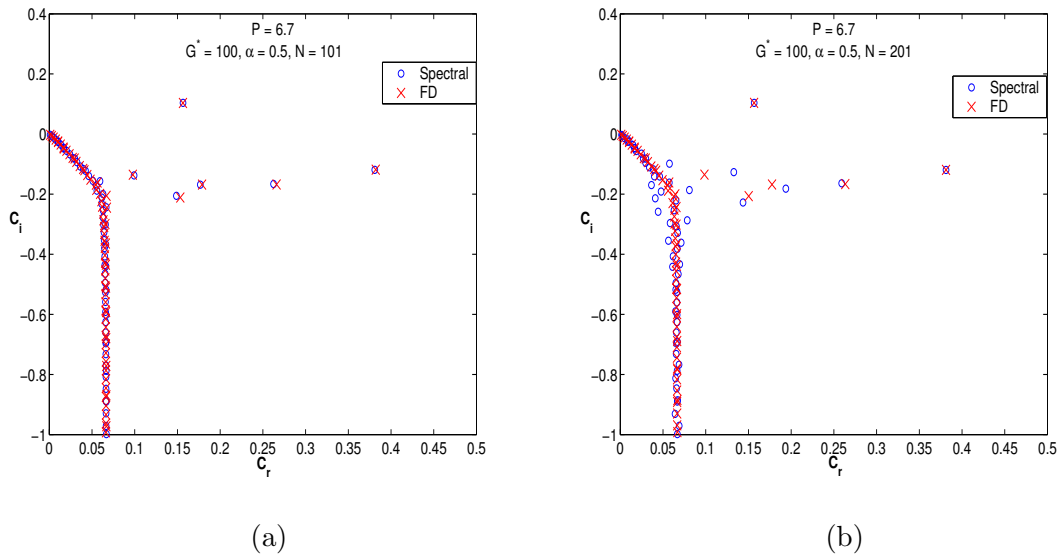 P = 6.7
G* = 100, α = 0.5, N = 101
Spectral
FD
0.4
0.2
0
−0.2
−0.4
−0.6
−0.8
−1
C_i
0 0.05 0.1 0.15 0.2 0.25 0.3 0.35 0.4 0.45 0.5
C_r
(a)
P = 6.7
G* = 100, α = 0.5, N = 201
Spectral
FD
0.4
0.2
0
−0.2
−0.4
−0.6
−0.8
−1
C_i
0 0.05 0.1 0.15 0.2 0.25 0.3 0.35 0.4 0.45 0.5
C_r
(b)